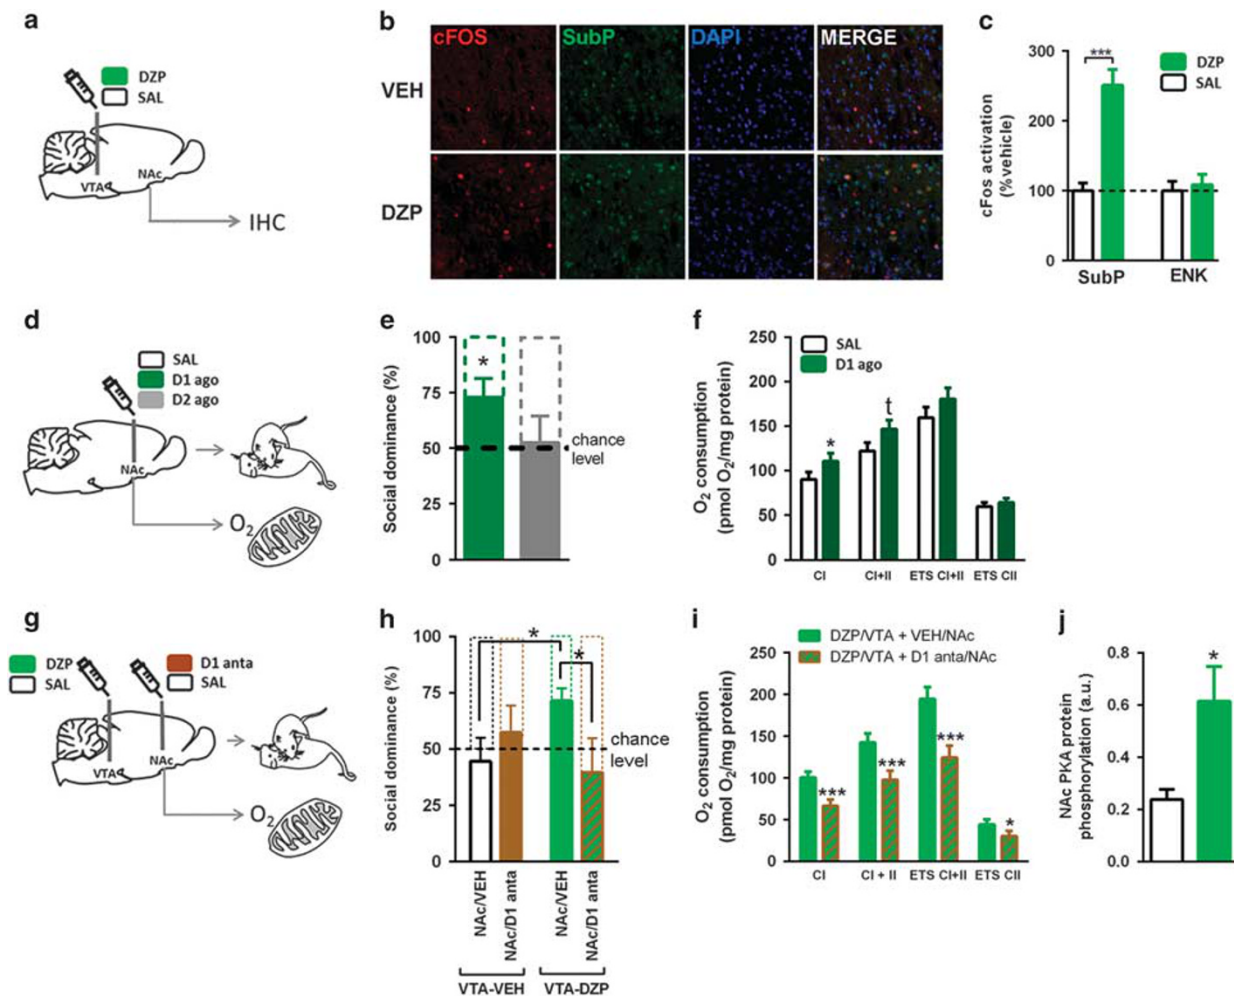 a
DZP
SAL
VTA
NAc
IHC
b
cFOS SubP DAPI MERGE
VEH
DZP
c
300
200
100
0
cFos activation
(% vehicle)
***
DZP
SAL
SubP ENK
d
SAL
D1 ago
D2 ago
NAc
O2
e
100
75
50
25
0
Social dominance (%)
*
chance
level
f
250
200
150
100
50
0
O2 consumption
(pmol O2/mg protein)
SAL
D1 ago
* t
CI CI+II ETS CI+II ETS CII
g
DZP
SAL
D1 anta
SAL
VTA
NAc
O2
h
100
75
50
25
0
Social dominance (%)
*
*
chance
level
NAc/VEH
NAc/D1 anta
NAc/VEH
NAc/D1 anta
VTA-VEH VTA-DZP
i
DZP/VTA + VEH/NAc
DZP/VTA + D1 anta/NAc
250
200
150
100
50
0
O2 consumption
(pmol O2/mg protein)
*** *** *** *
CI CI + II ETS CI+II ETS CII
j
0.8
0.6
0.4
0.2
0.0
NAc PKA protein
phosphorylation (a.u.)
*